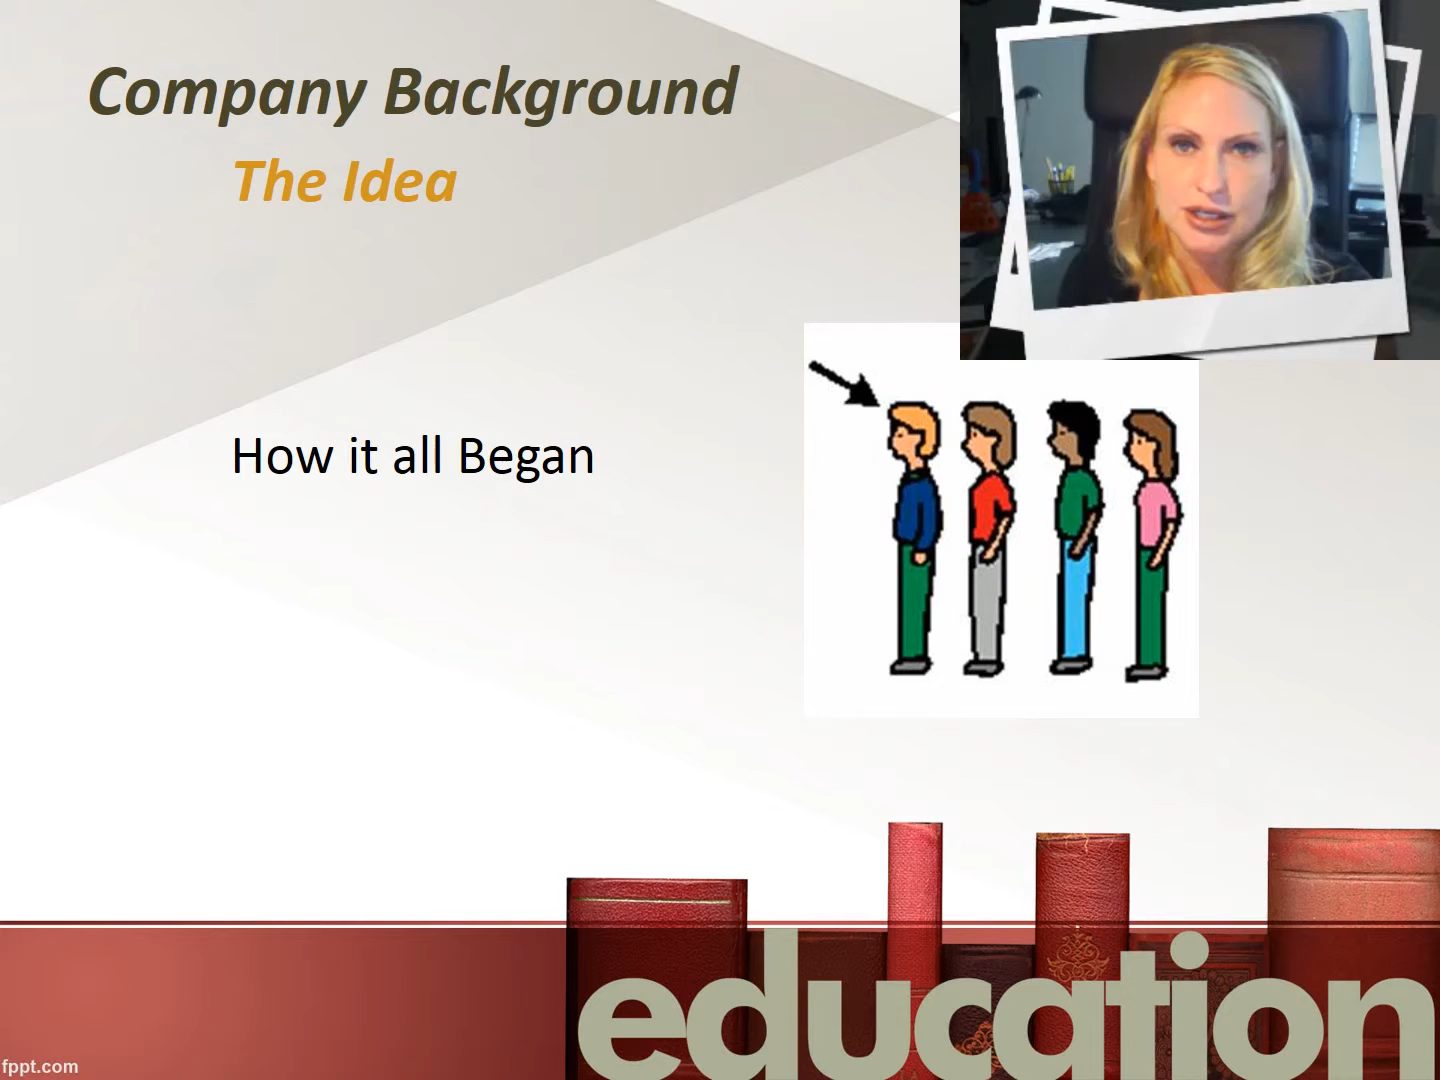 Company Background
The Idea
How it all Began
education
fppt.com